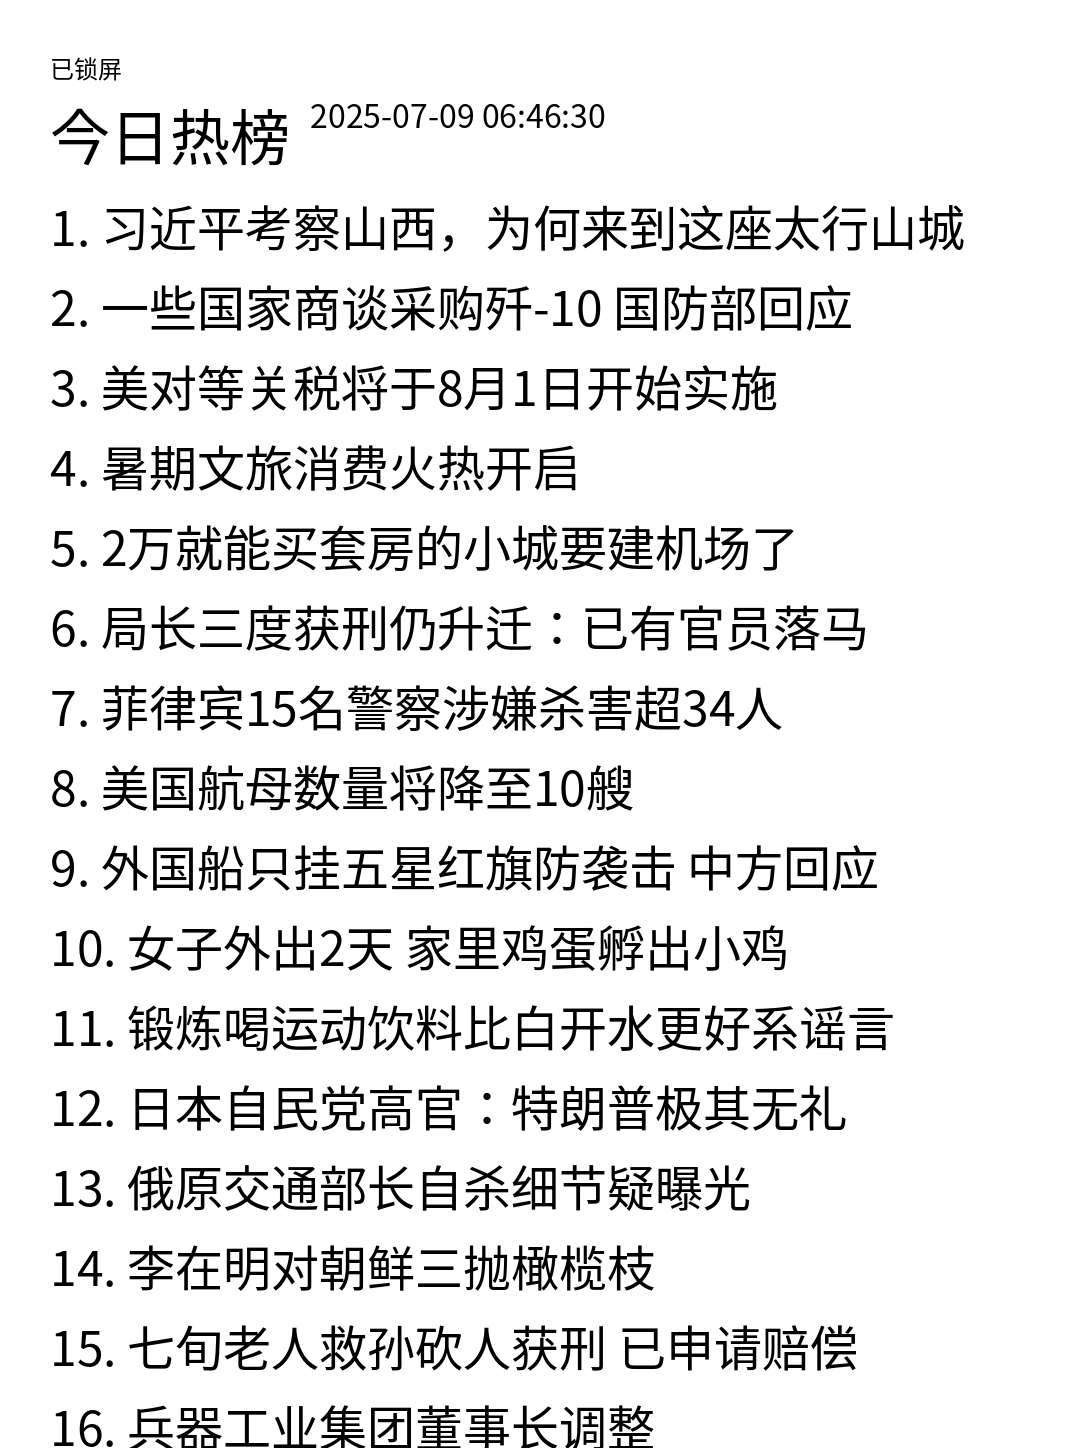 已锁屏
今日热榜 2025-07-09 06:46:30
1. 习近平考察山西，为何来到这座太行山城
2. 一些国家商谈采购歼-10 国防部回应
3. 美对等关税将于8月1日开始实施
4. 暑期文旅消费火热开启
5. 2万就能买套房的小城要建机场了
6. 局长三度获刑仍升迁：已有官员落马
7. 菲律宾15名警察涉嫌杀害超34人
8. 美国航母数量将降至10艘
9. 外国船只挂五星红旗防袭击 中方回应
10. 女子外出2天 家里鸡蛋孵出小鸡
11. 锻炼喝运动饮料比白开水更好系谣言
12. 日本自民党高官：特朗普极其无礼
13. 俄原交通部长自杀细节疑曝光
14. 李在明对朝鲜三抛橄榄枝
15. 七旬老人救孙砍人获刑 已申请赔偿
16. 兵器工业集团董事长调整